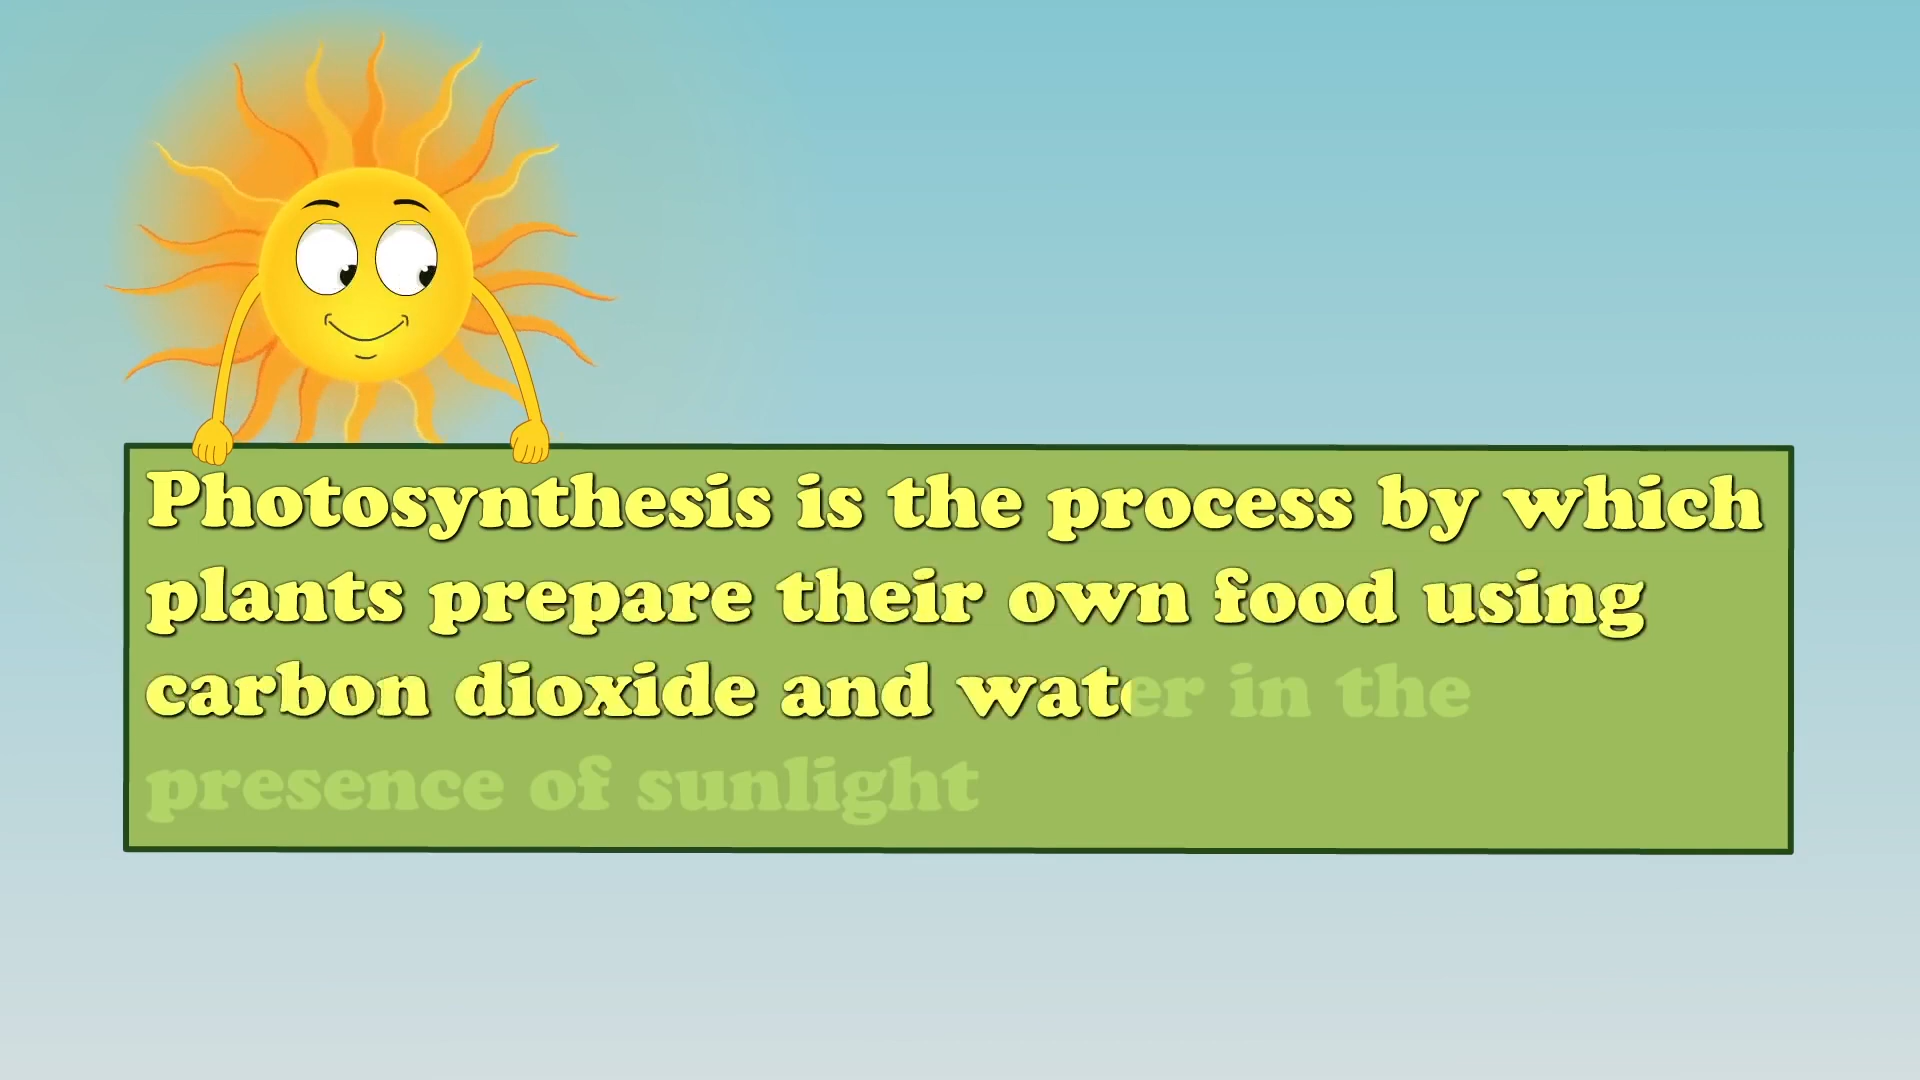 Photosynthesis is the process by which
plants prepare their own food using
carbon dioxide and water in the
presence of sunlight